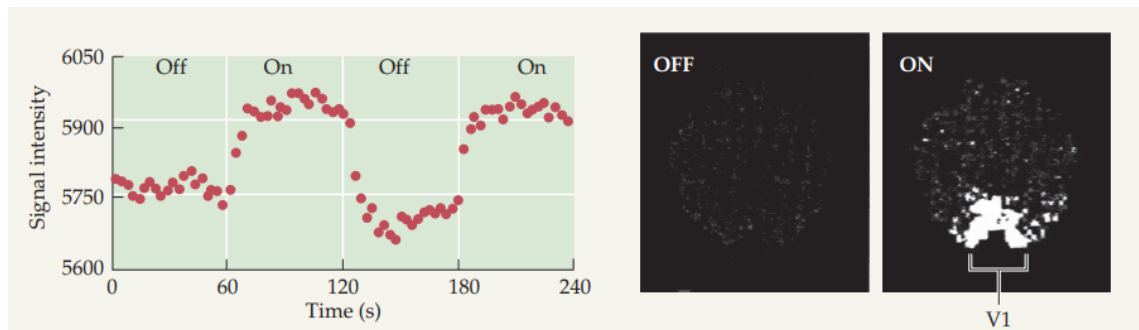 6050
5900
5750
5600
Signal intensity
Off
On
Off
On
0
60
120
180
240
Time (s)
OFF
ON
V1